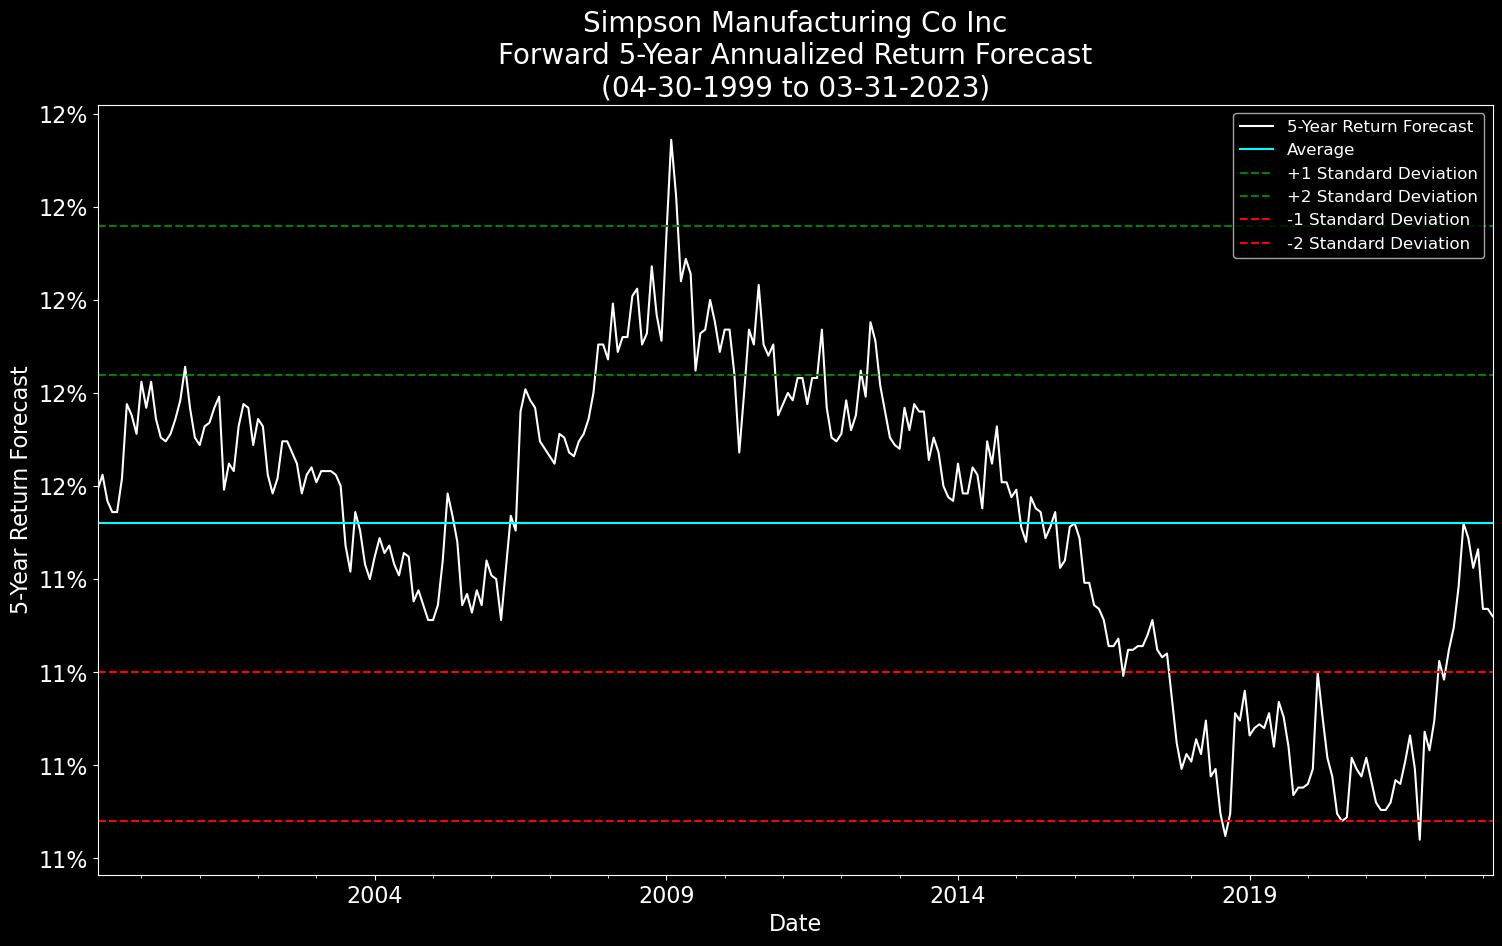 Simpson Manufacturing Co Inc
Forward 5-Year Annualized Return Forecast
(04-30-1999 to 03-31-2023)
5-Year Return Forecast
12%
12%
12%
12%
12%
11%
11%
11%
11%
5-Year Return Forecast
Average
+1 Standard Deviation
+2 Standard Deviation
-1 Standard Deviation
-2 Standard Deviation
2004
2009
2014
2019
Date